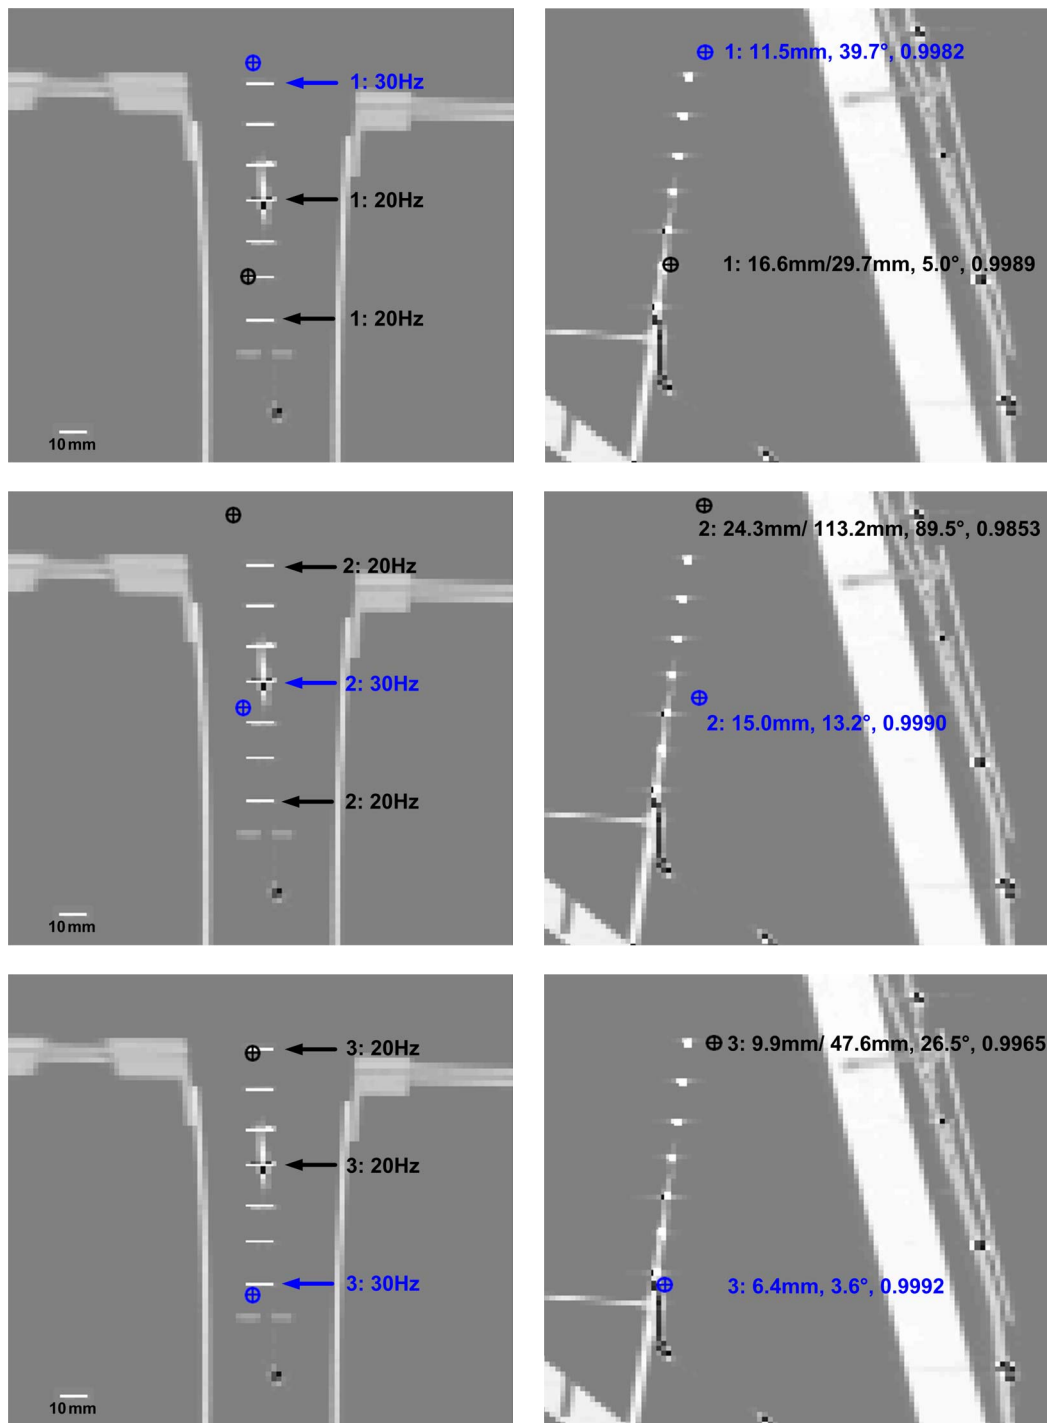 1: 30Hz
1: 20Hz
1: 20Hz
10mm
1: 11.5mm, 39.7°, 0.9982
1: 16.6mm/29.7mm, 5.0°, 0.9989
2: 20Hz
2: 30Hz
2: 20Hz
10mm
2: 24.3mm/ 113.2mm, 89.5°, 0.9853
2: 15.0mm, 13.2°, 0.9990
3: 20Hz
3: 20Hz
3: 30Hz
10mm
3: 9.9mm/ 47.6mm, 26.5°, 0.9965
3: 6.4mm, 3.6°, 0.9992